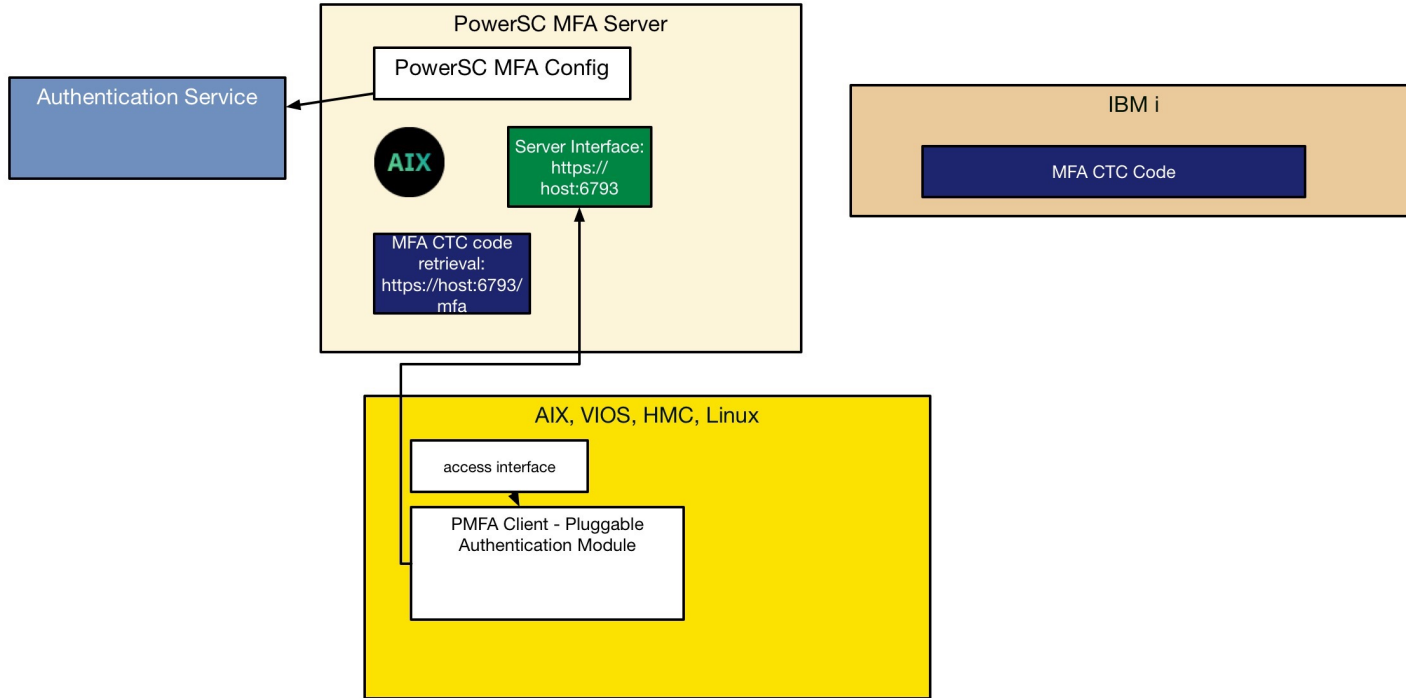 PowerSC MFA Server
PowerSC MFA Config
Authentication Service
AIX
Server Interface:
https://
host:6793
MFA CTC code
retrieval:
https://host:6793/
mfa
IBM i
MFA CTC Code
AIX, VIOS, HMC, Linux
access interface
PMFA Client - Pluggable
Authentication Module